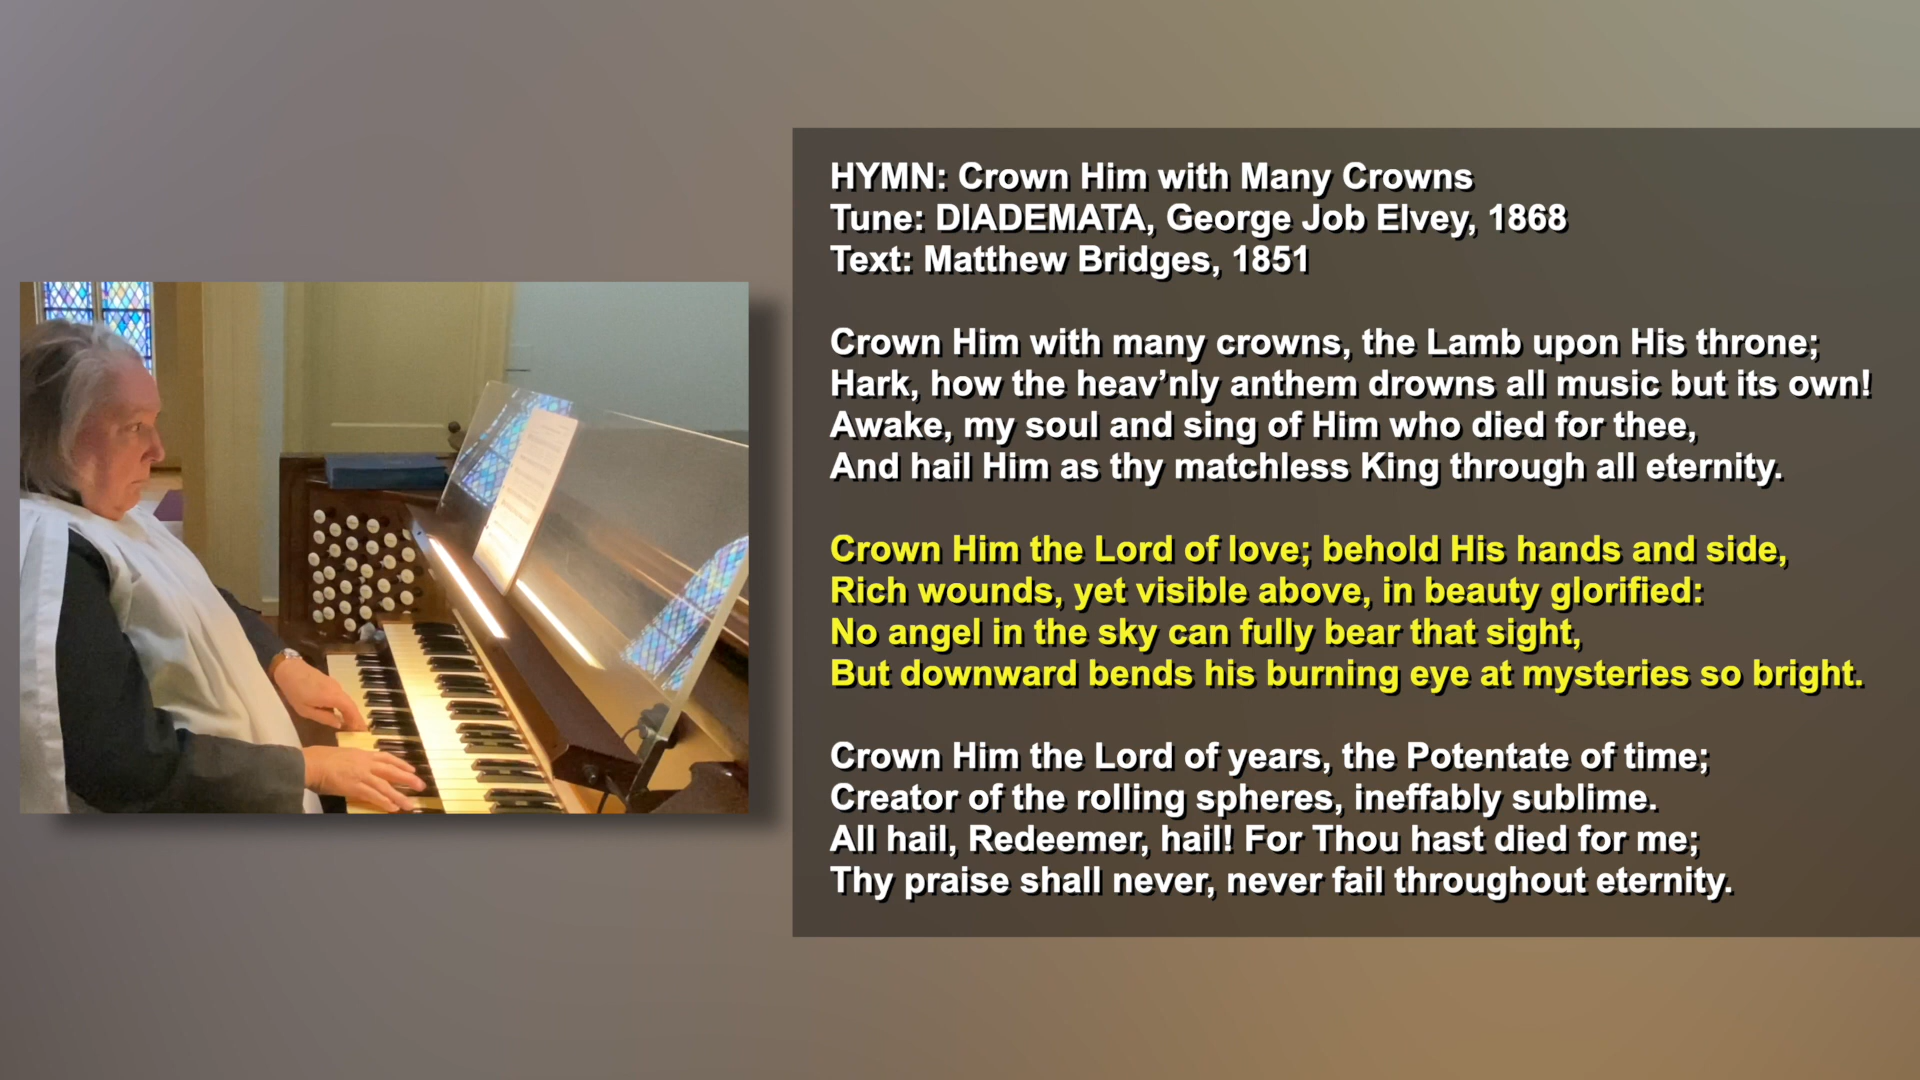 HYMN: Crown Him with Many Crowns
Tune: DIADEMATA, George Job Elvey, 1868
Text: Matthew Bridges, 1851
Crown Him with many crowns, the Lamb upon His throne;
Hark, how the heav’nly anthem drowns all music but its own!
Awake, my soul and sing of Him who died for thee,
And hail Him as thy matchless King through all eternity.
Crown Him the Lord of love; behold His hands and side,
Rich wounds, yet visible above, in beauty glorified:
No angel in the sky can fully bear that sight,
But downward bends his burning eye at mysteries so bright.
Crown Him the Lord of years, the Potentate of time;
Creator of the rolling spheres, ineffably sublime.
All hail, Redeemer, hail! For Thou hast died for me;
Thy praise shall never, never fail throughout eternity.